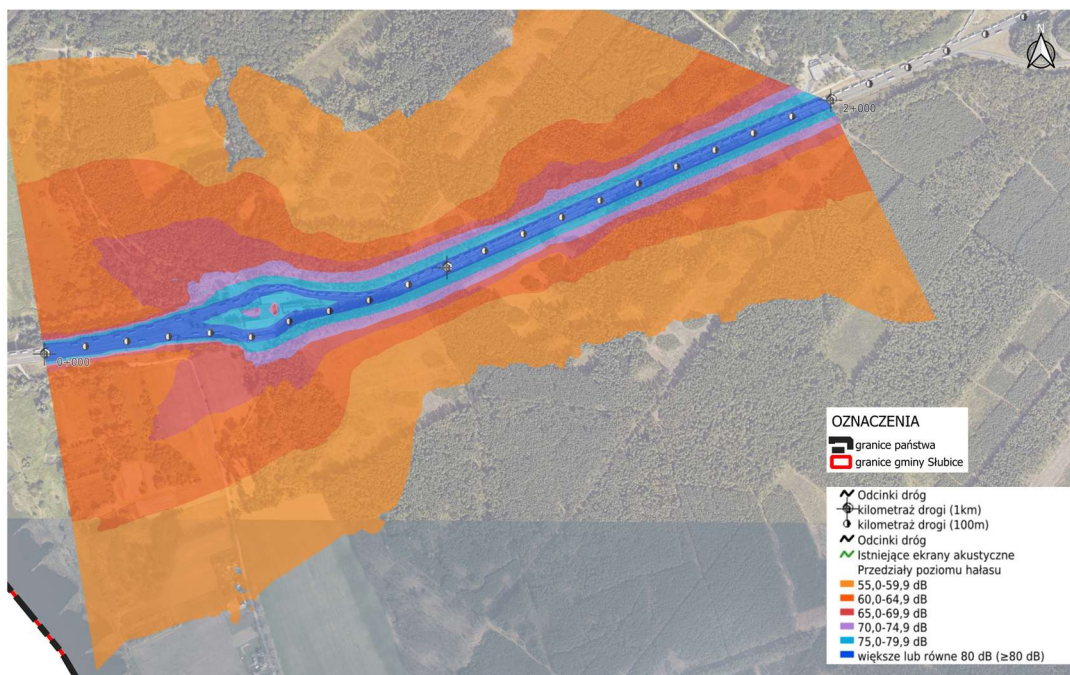 N
2+000
0+000
OZNACZENIA
granice państwa
granice gminy Słubice
Odcinki dróg
kilometraż drogi (1km)
kilometraż drogi (100m)
Odcinki dróg
Istniejące ekrany akustyczne
Przedziały poziomu hałasu
55,0-59,9 dB
60,0-64,9 dB
65,0-69,9 dB
70,0-74,9 dB
75,0-79,9 dB
większe lub równe 80 dB (≥80 dB)